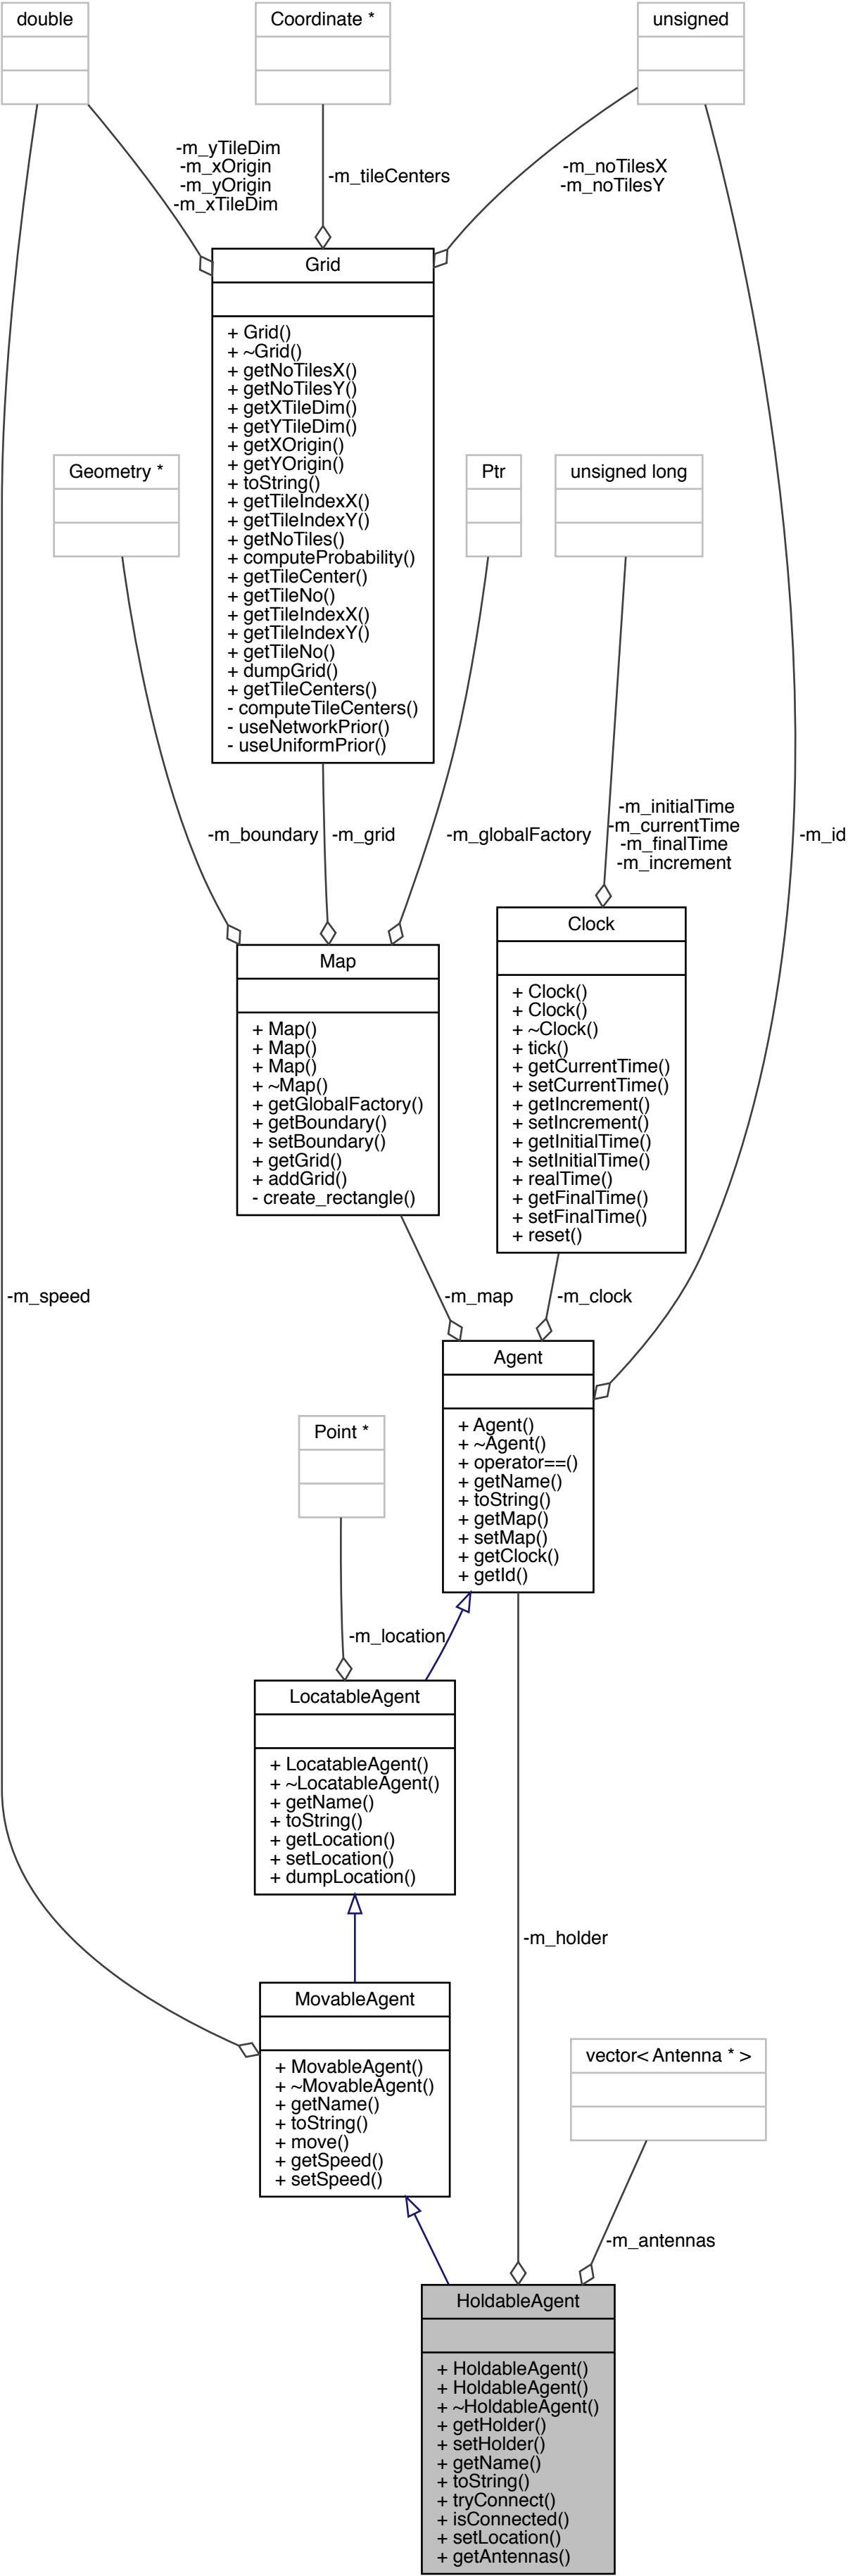 double
Coordinate *
unsigned
-m_yTileDim
-m_xOrigin
-m_yOrigin
-m_xTileDim
-m_tileCenters
-m_noTilesX
-m_noTilesY
Grid
+ Grid()
+ ~Grid()
+ getNoTilesX()
+ getNoTilesY()
+ getXTileDim()
+ getYTileDim()
+ getXOrigin()
+ getYOrigin()
+ toString()
+ getTileIndexX()
+ getTileIndexY()
+ getNoTiles()
+ computeProbability()
+ getTileCenter()
+ getTileNo()
+ getTileIndexX()
+ getTileIndexY()
+ getTileNo()
+ dumpGrid()
+ getTileCenters()
- computeTileCenters()
- useNetworkPrior()
- useUniformPrior()
Geometry *
Ptr
unsigned long
-m_boundary
-m_grid
-m_globalFactory
-m_initialTime
-m_currentTime
-m_finalTime
-m_increment
-m_id
Map
+ Map()
+ Map()
+ Map()
+ ~Map()
+ getGlobalFactory()
+ getBoundary()
+ setBoundary()
+ getGrid()
+ addGrid()
- create_rectangle()
Clock
+ Clock()
+ Clock()
+ ~Clock()
+ tick()
+ getCurrentTime()
+ setCurrentTime()
+ getIncrement()
+ setIncrement()
+ getInitialTime()
+ setInitialTime()
+ realTime()
+ getFinalTime()
+ setFinalTime()
+ reset()
-m_speed
-m_map
-m_clock
Agent
+ Agent()
+ ~Agent()
+ operator==()
+ getName()
+ toString()
+ getMap()
+ setMap()
+ getClock()
+ getId()
Point *
-m_location
LocatableAgent
+ LocatableAgent()
+ ~LocatableAgent()
+ getName()
+ toString()
+ getLocation()
+ setLocation()
+ dumpLocation()
-m_holder
MovableAgent
+ MovableAgent()
+ ~MovableAgent()
+ getName()
+ toString()
+ move()
+ getSpeed()
+ setSpeed()
vector< Antenna * >
-m_antennas
HoldableAgent
+ HoldableAgent()
+ HoldableAgent()
+ ~HoldableAgent()
+ getHolder()
+ setHolder()
+ getName()
+ toString()
+ tryConnect()
+ isConnected()
+ setLocation()
+ getAntennas()